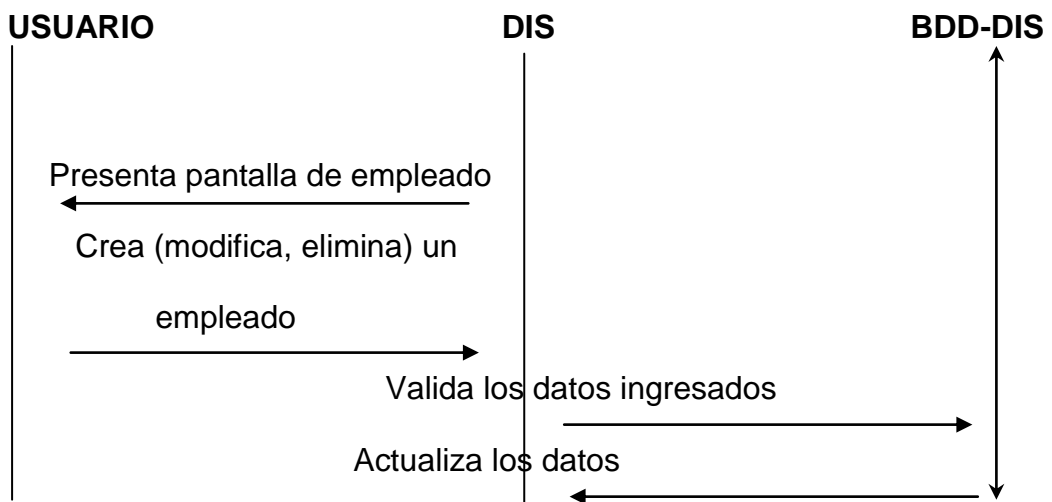 USUARIO DIS BDD-DIS
Presenta pantalla de empleado
Crea (modifica, elimina) un
empleado
Valida los datos ingresados
Actualiza los datos